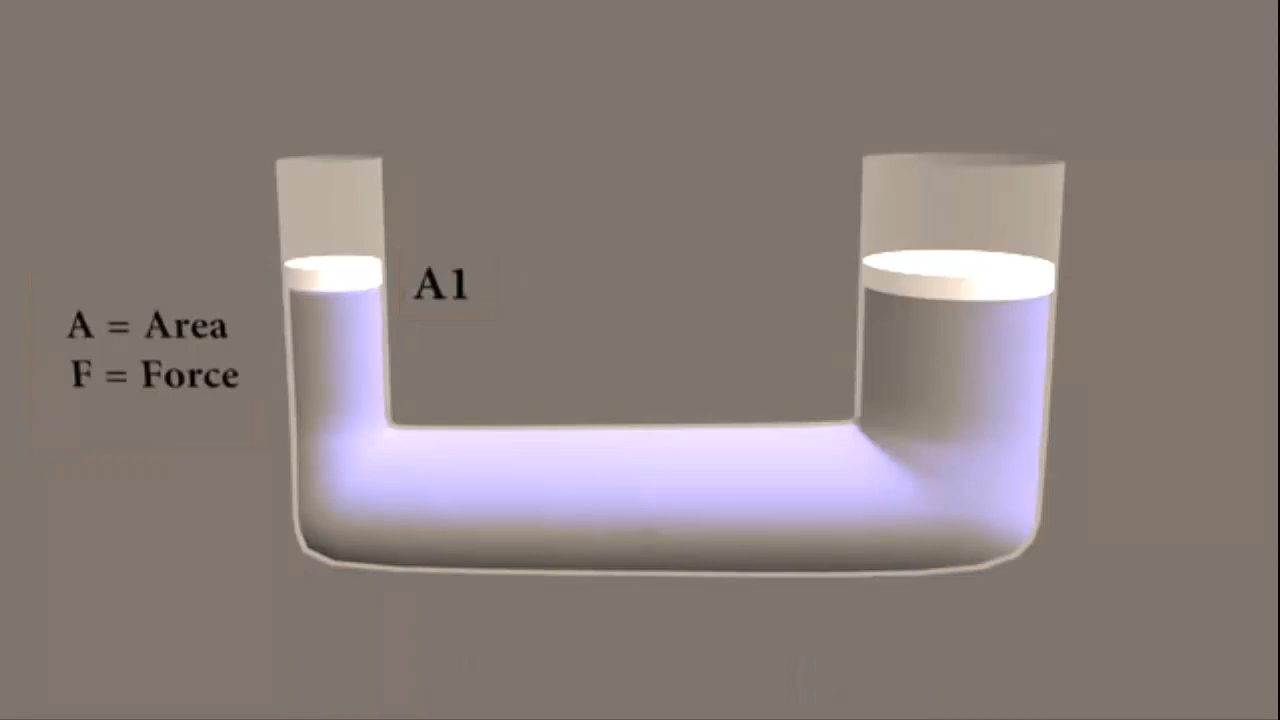 A1
A = Area
F = Force